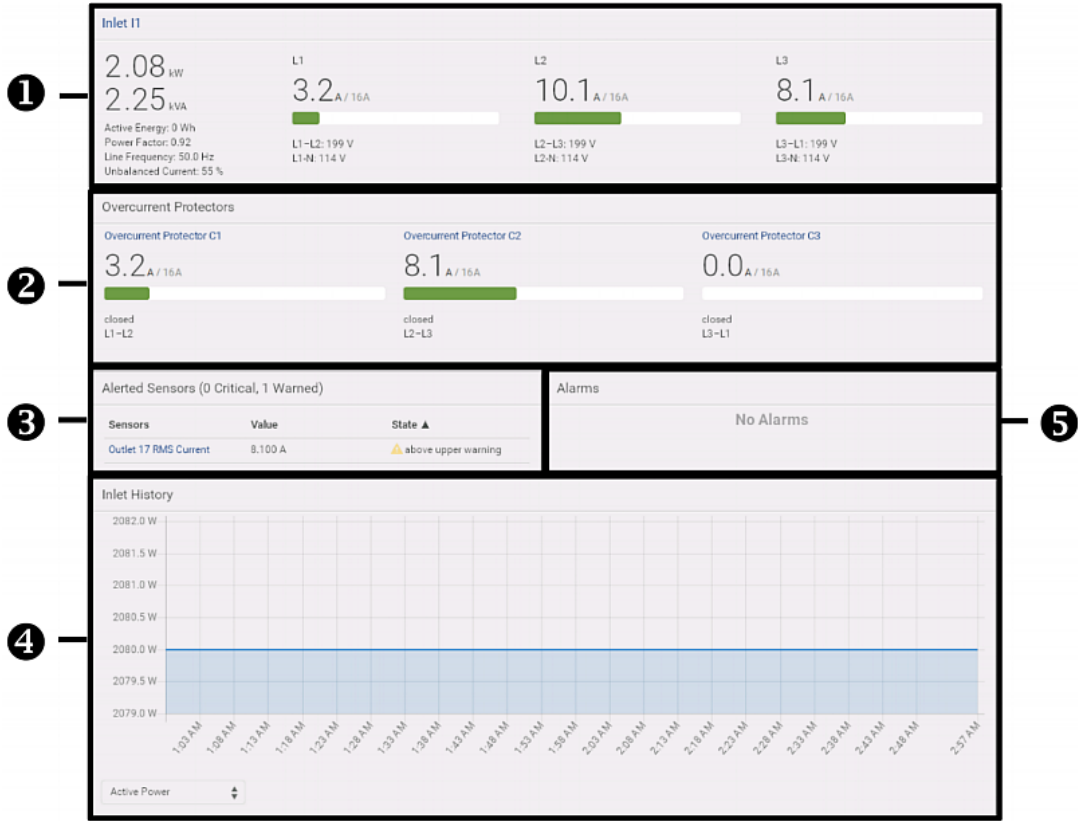 Inlet I1
❶
2.08 kW
2.25 kVA
Active Energy: 0 Wh
Power Factor: 0.92
Line Frequency: 50.0 Hz
Unbalanced Current: 55 %
L1
3.2 A / 16A
L1-L2: 199 V
L1-N: 114 V
L2
10.1 A / 16A
L2-L3: 199 V
L2-N: 114 V
L3
8.1 A / 16A
L3-L1: 199 V
L3-N: 114 V
❷
Overcurrent Protectors
Overcurrent Protector C1
3.2 A / 16A
closed
L1-L2
Overcurrent Protector C2
8.1 A / 16A
closed
L2-L3
Overcurrent Protector C3
0.0 A / 16A
closed
L3-L1
❸
Alerted Sensors (0 Critical, 1 Warned)
Sensors Value State ▲
Outlet 17 RMS Current 8.100 A above upper warning
Alarms
No Alarms
❺
❹
Inlet History
2082.0 W
2081.5 W
2081.0 W
2080.5 W
2080.0 W
2079.5 W
2079.0 W
1:03 AM
1:08 AM
1:13 AM
1:18 AM
1:23 AM
1:28 AM
1:33 AM
1:38 AM
1:43 AM
1:48 AM
1:53 AM
1:58 AM
2:03 AM
2:08 AM
2:13 AM
2:18 AM
2:23 AM
2:28 AM
2:33 AM
2:38 AM
2:43 AM
2:48 AM
2:57 AM
Active Power